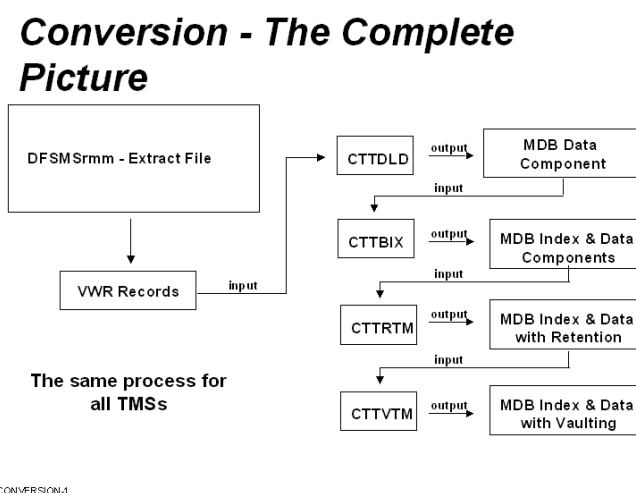 Conversion - The Complete
Picture
DFSMSrmm - Extract File
VWR Records
input
The same process for
all TMSs
CTTDLD
output
MDB Data
Component
input
CTTBIX
output
MDB Index & Data
Components
input
CTTRTM
output
MDB Index & Data
with Retention
input
CTTVTM
output
MDB Index & Data
with Vaulting
CONVERSION-1